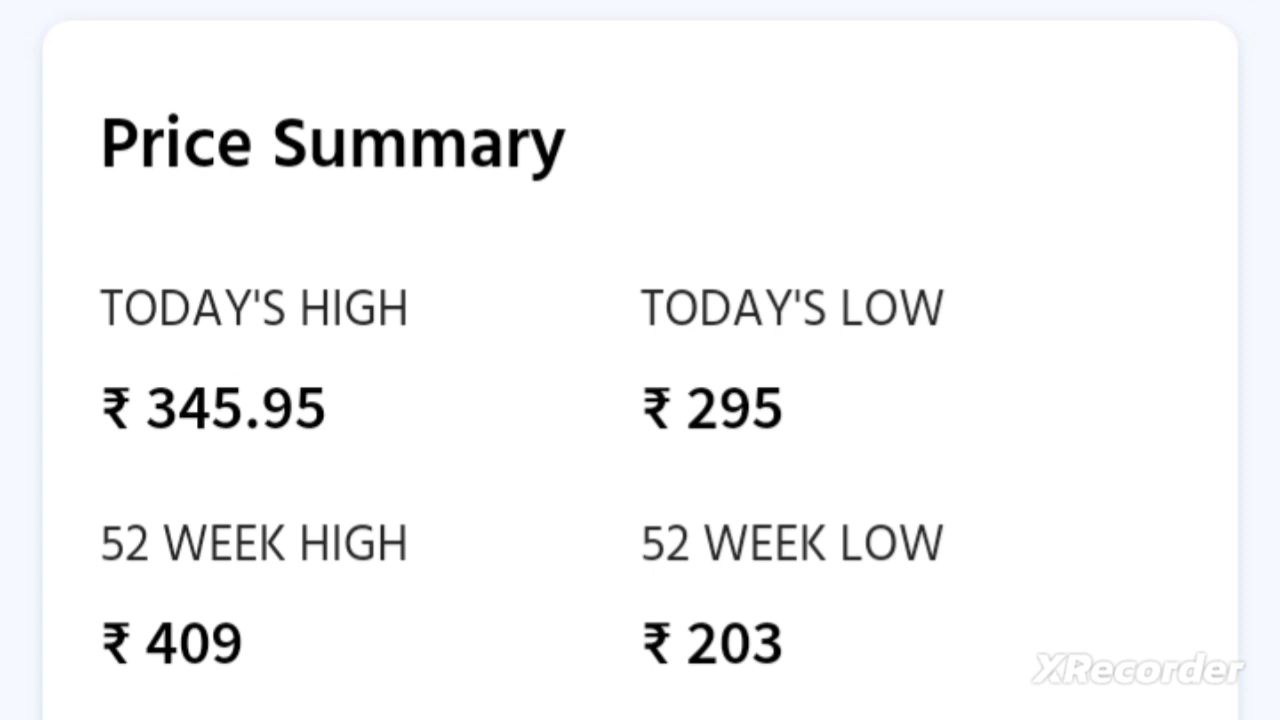 Price Summary
TODAY'S HIGH TODAY'S LOW
₹ 345.95 ₹ 295
52 WEEK HIGH 52 WEEK LOW
₹ 409 ₹ 203
XRecorder